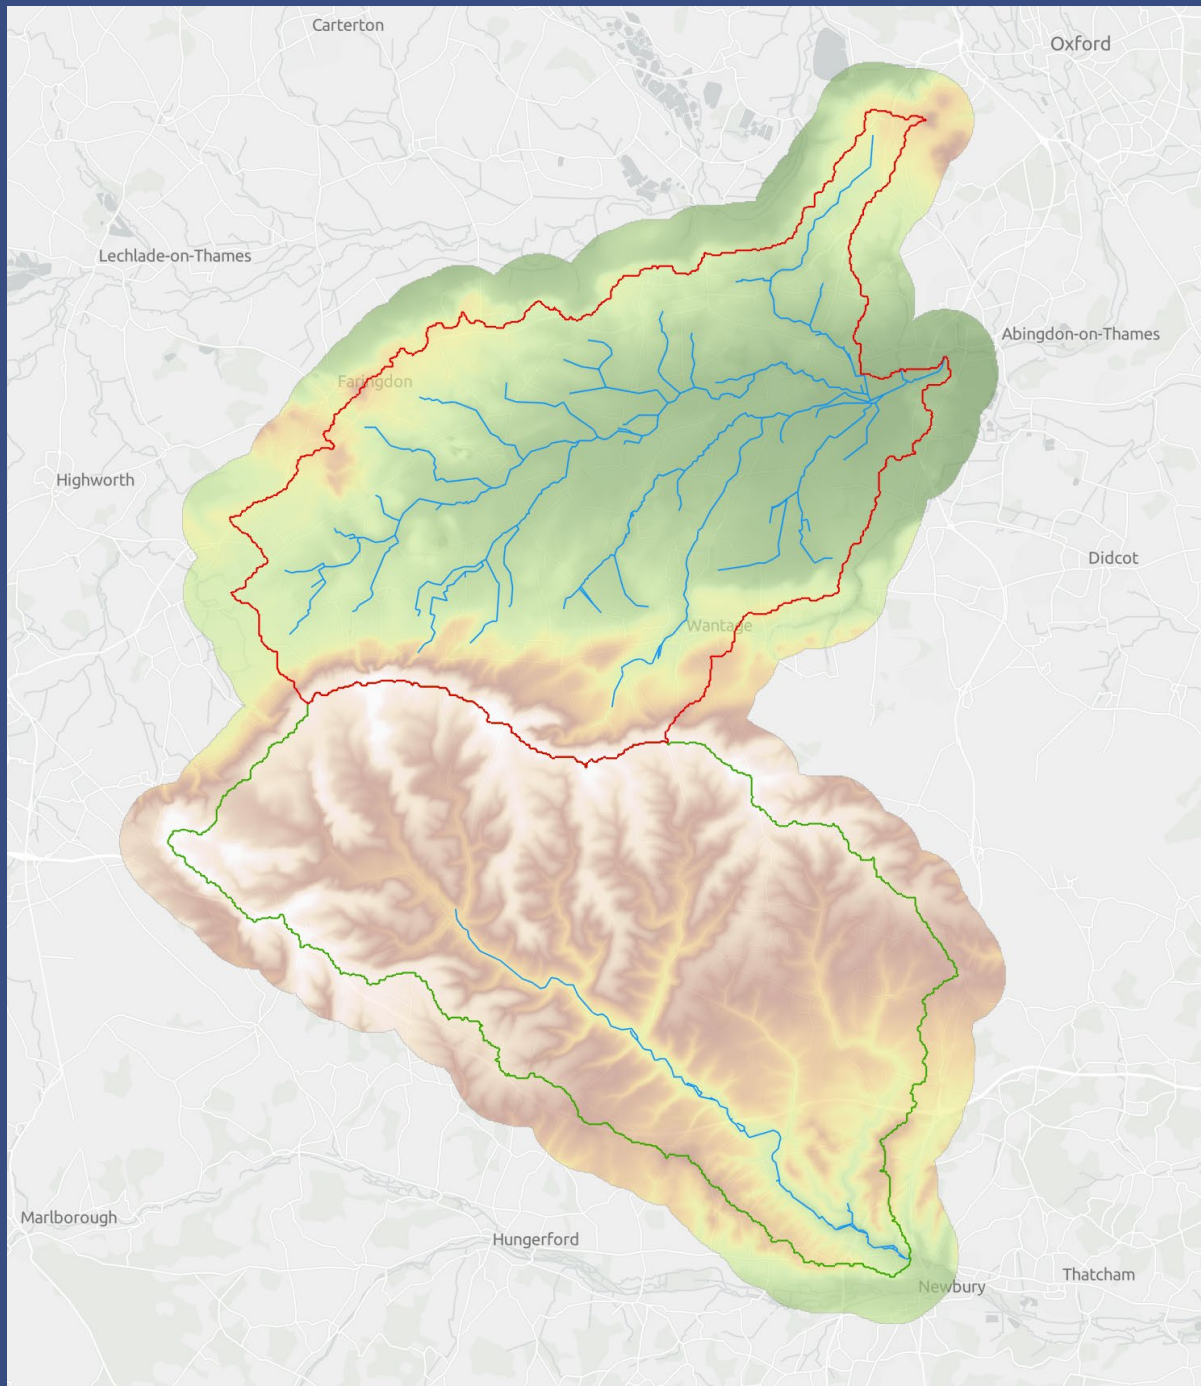 Carterton
Oxford
Lechlade-on-Thames
Abingdon-on-Thames
Faringdon
Highworth
Didcot
Wantage
Marlborough
Hungerford
Thatcham
Newbury